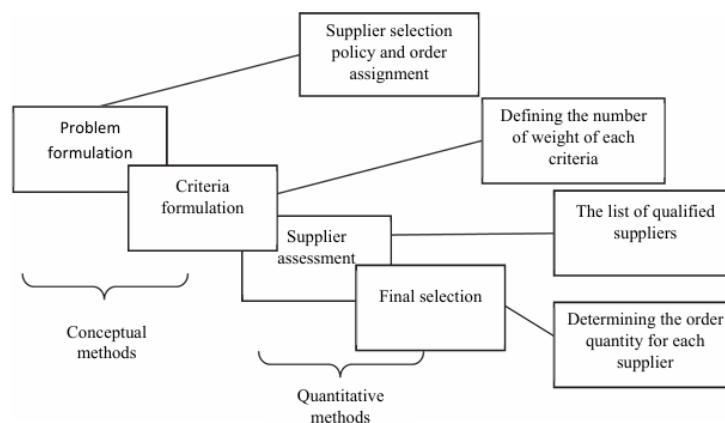 Supplier selection
policy and order
assignment
Problem
formulation
Defining the number
of weight of each
criteria
Criteria
formulation
The list of qualified
suppliers
Supplier
assessment
Final selection
Determining the order
quantity for each
supplier
Conceptual
methods
Quantitative
methods